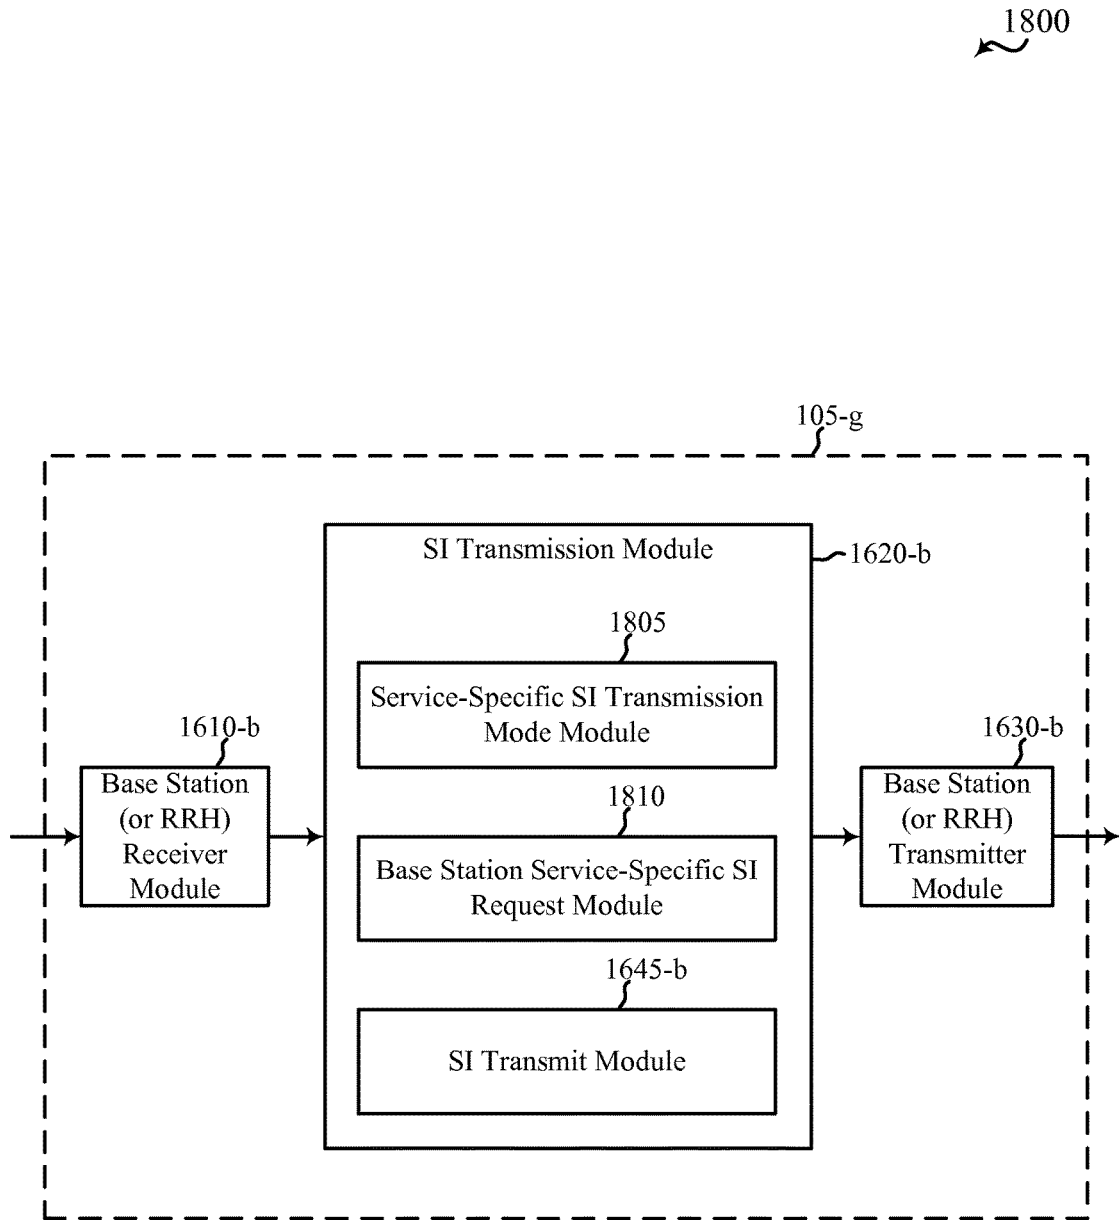 1800
105-g
SI Transmission Module
1620-b
1805
Service-Specific SI Transmission
Mode Module
1610-b
Base Station
(or RRH)
Receiver
Module
1810
Base Station Service-Specific SI
Request Module
1630-b
Base Station
(or RRH)
Transmitter
Module
1645-b
SI Transmit Module